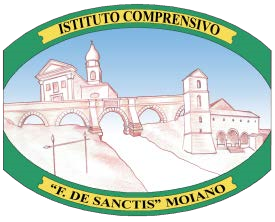 ISTITUTO COMPRENSIVO
"F. DE SANCTIS" MOIANO